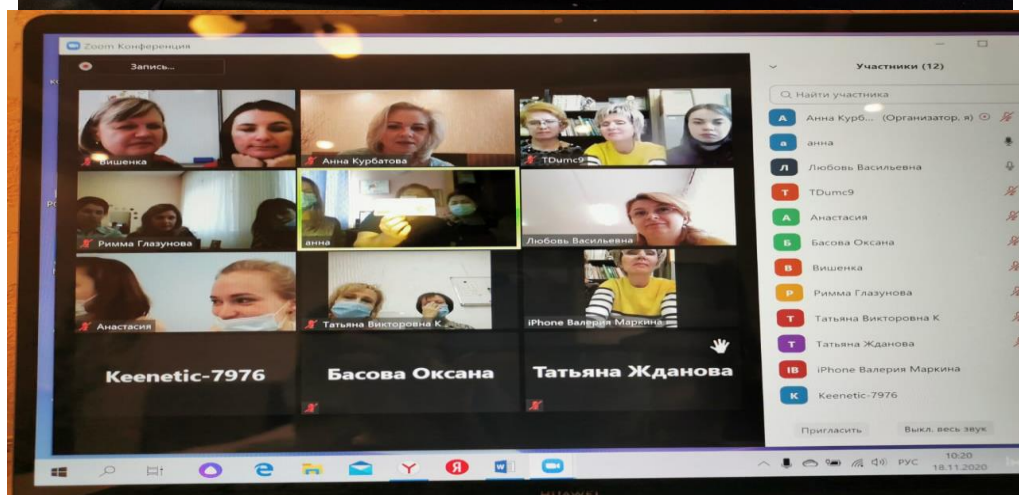 Zoom Конференция
Запись...
Вишенка
Анна Курбатова
TDumc9
Римма Глазунова
анна
Любовь Васильевна
Анастасия
Татьяна Викторовна К
iPhone Валерия Маркина
Keenetic-7976
Басова Оксана
Татьяна Жданова
Участники (12)
Найти участника
А Анна Курб... (Организатор, я)
а анна
Л Любовь Васильевна
T TDumc9
А Анастасия
Б Басова Оксана
В Вишенка
Р Римма Глазунова
Т Татьяна Викторовна К
Т Татьяна Жданова
IВ iPhone Валерия Маркина
K Keenetic-7976
Пригласить Выкл. весь звук
РУС
10:20
18.11.2020